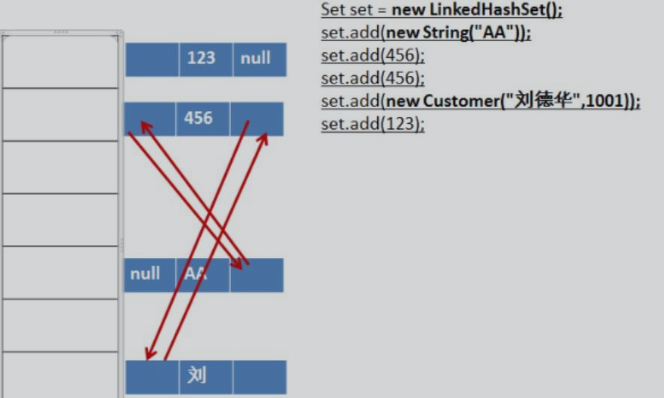 Set set = new LinkedHashSet();
set.add(new String("AA"));
set.add(456);
set.add(456);
set.add(new Customer("刘德华",1001));
set.add(123);
123 null
456
null AA
刘